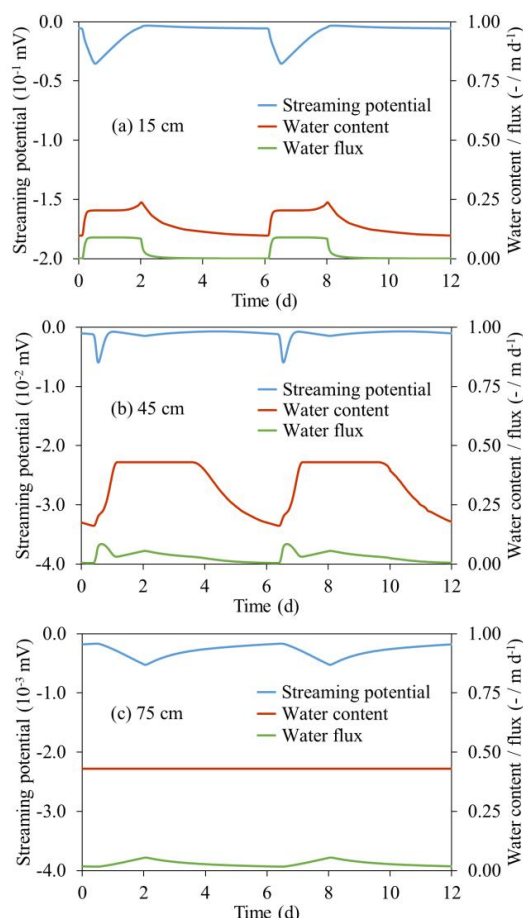 0.0
-0.5
-1.0
-1.5
-2.0
1.00
0.75
0.50
0.25
0.00
Streaming potential (10⁻¹ mV)
Water content / flux (- / m d⁻¹)
(a) 15 cm
Streaming potential
Water content
Water flux
0 2 4 6 8 10 12
Time (d)
0.0
-1.0
-2.0
-3.0
-4.0
1.00
0.75
0.50
0.25
0.00
Streaming potential (10⁻² mV)
Water content / flux (- / m d⁻¹)
(b) 45 cm
Streaming potential
Water content
Water flux
0 2 4 6 8 10 12
Time (d)
0.0
-1.0
-2.0
-3.0
-4.0
1.00
0.75
0.50
0.25
0.00
Streaming potential (10⁻³ mV)
Water content / flux (- / m d⁻¹)
(c) 75 cm
Streaming potential
Water content
Water flux
0 2 4 6 8 10 12
Time (d)